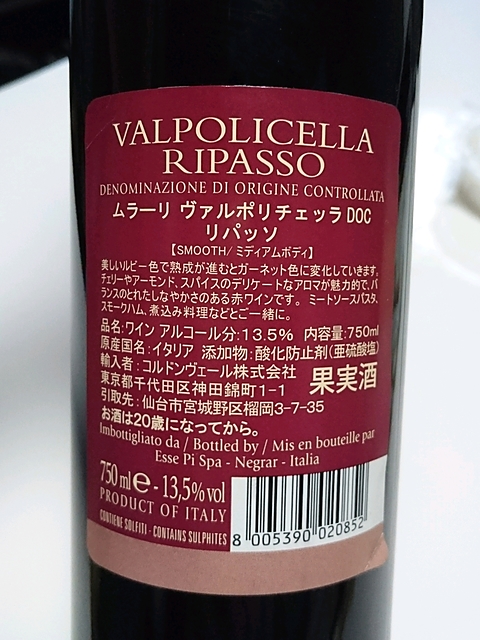 VALPOLICELLA
RIPASSO
DENOMINAZIONE DI ORIGINE CONTROLLATA
ムラーリ ヴァルポリチェッラ DOC
リパッソ
【SMOOTH/ミディアムボディ】
美しいルビー色で熟成が進むとガーネット色に変化していきます。
チェリーやアーモンド、スパイスのデリケートなアロマが魅力的で、バ
ランスのとれたしなやかさのある赤ワインです。 ミートソースパスタ、
スモークハム、煮込み料理などとご一緒に。
品名:ワイン アルコール分:13.5% 内容量:750ml
原産国名:イタリア 添加物:酸化防止剤(亜硫酸塩)
輸入者:コルドンヴェール株式会社
東京都千代田区神田錦町1-1 果実酒
引取先:仙台市宮城野区榴岡3-7-35
お酒は20歳になってから。
Imbottigliato da / Bottled by / Mis en bouteille par
Esse Pi Spa - Negrar - Italia
750 ml e - 13,5% vol
PRODUCT OF ITALY
CONTIENE SOLFITI - CONTAINS SULPHITES
8 005390 020852